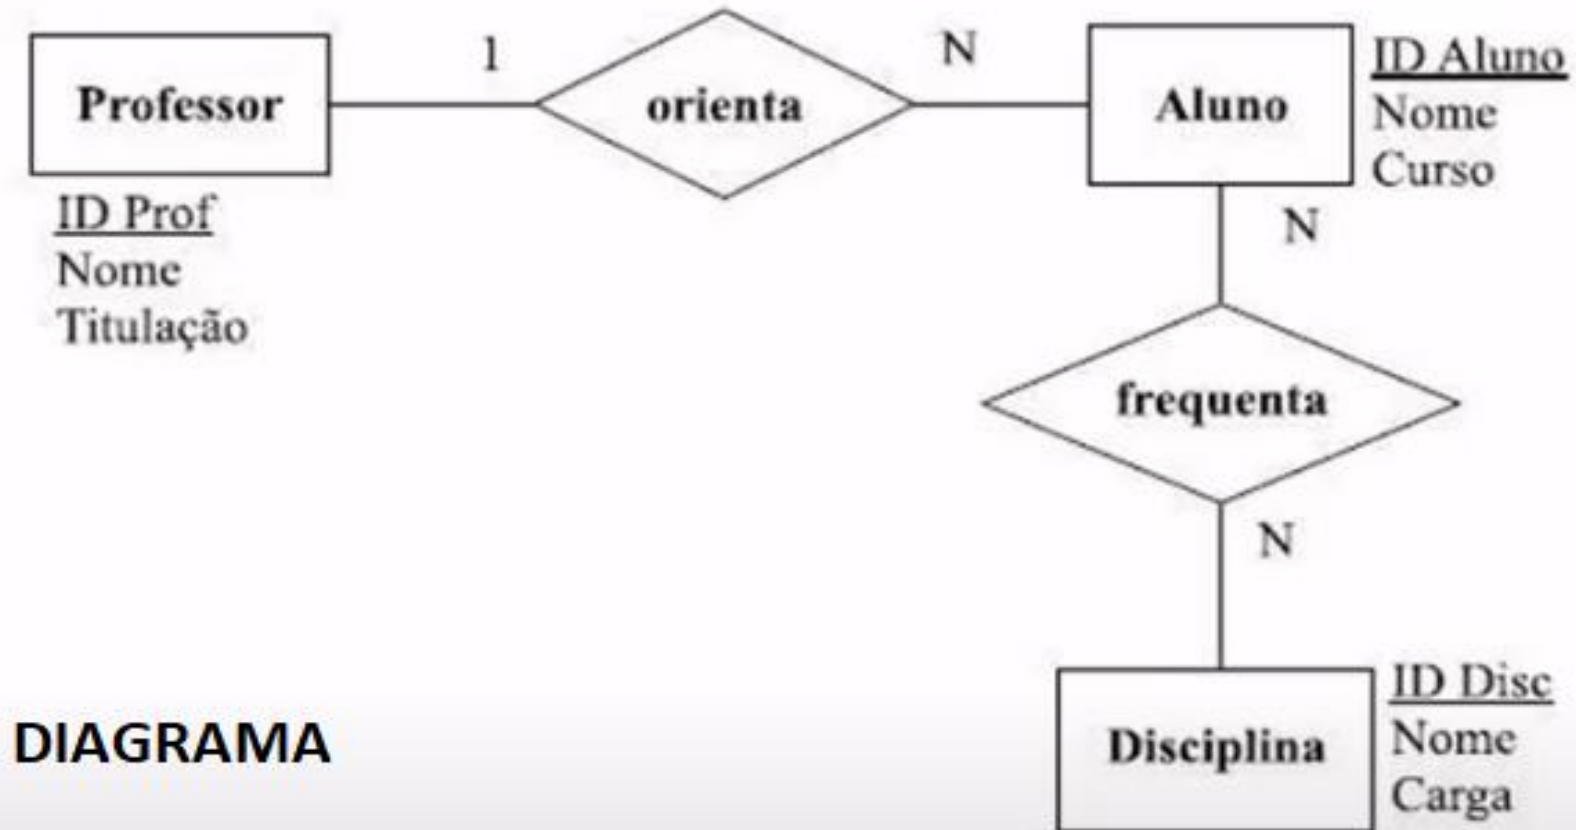 Professor
ID Prof
Nome
Titulação
1
orienta
N
Aluno
ID Aluno
Nome
Curso
N
frequenta
N
Disciplina
ID Disc
Nome
Carga
DIAGRAMA